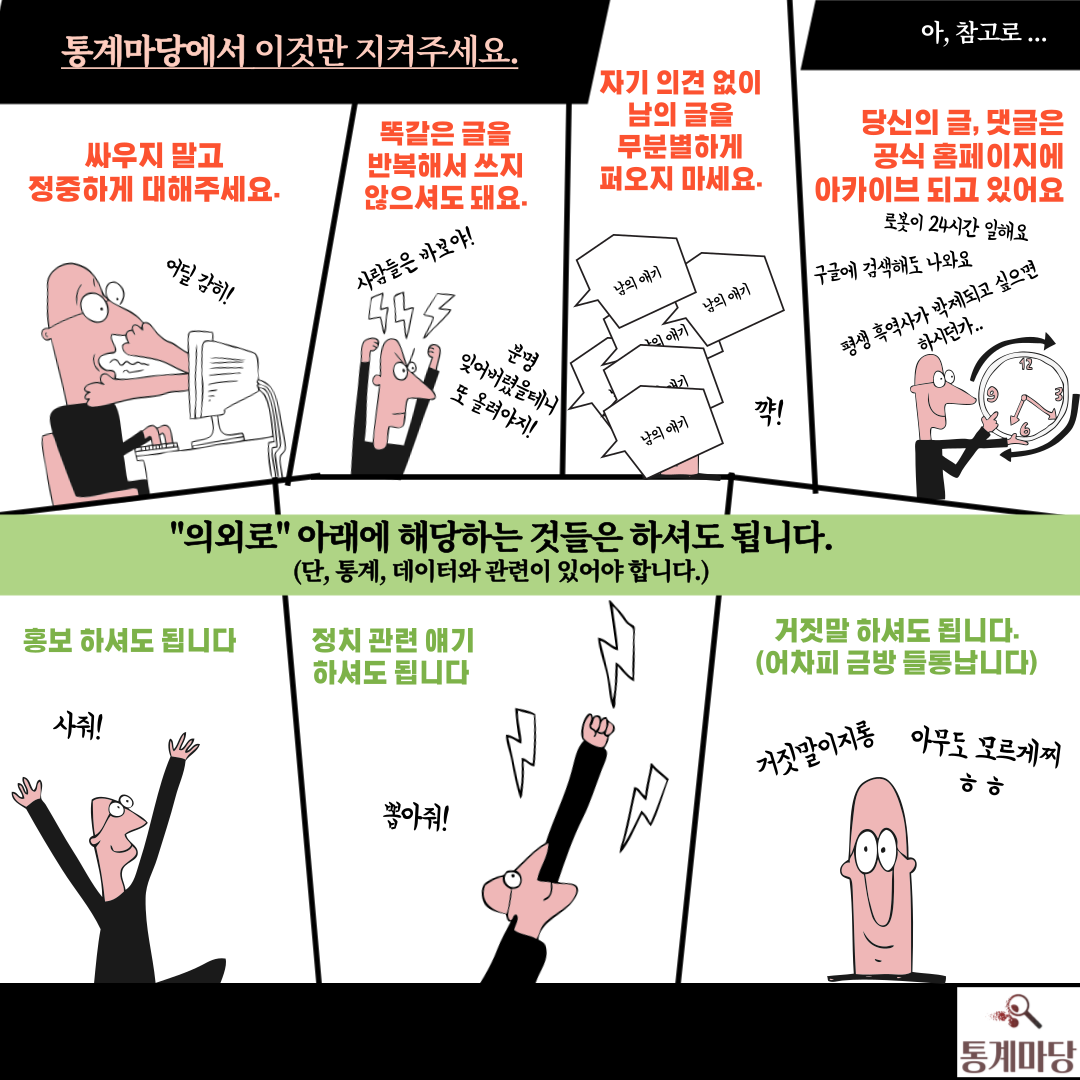 통계마당에서 이것만 지켜주세요.
아, 참고로 ...
싸우지 말고
정중하게 대해주세요.
어딜 감히!
똑같은 글을
반복해서 쓰지
않으셔도 돼요.
사람들은 바보야!
분명
잊어버렸을테니
또 올려야지!
자기 의견 없이
남의 글을
무분별하게
퍼오지 마세요.
남의 얘기
남의 얘기
남의 얘기
남의 얘기
남의 얘기
꺅!
당신의 글, 댓글은
공식 홈페이지에
아카이브 되고 있어요
로봇이 24시간 일해요
구글에 검색해도 나와요
평생 흑역사가 박제되고 싶으면
하시던가..
12
9
3
6
"의외로" 아래에 해당하는 것들은 하셔도 됩니다.
(단, 통계, 데이터와 관련이 있어야 합니다.)
홍보 하셔도 됩니다
사줘!
정치 관련 얘기
하셔도 됩니다
뽑아줘!
거짓말 하셔도 됩니다.
(어차피 금방 들통납니다)
거짓말이지롱
아무도 모르게찌
ㅎ ㅎ
통계마당